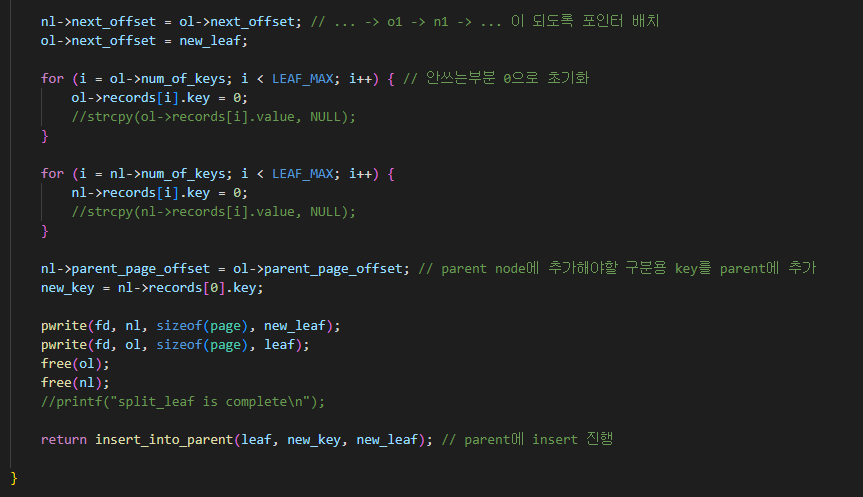 nl->next_offset = ol->next_offset; // ... -> o1 -> n1 -> ... 이 되도록 포인터 배치
ol->next_offset = new_leaf;
for (i = ol->num_of_keys; i < LEAF_MAX; i++) { // 안쓰는부분 0으로 초기화
ol->records[i].key = 0;
//strcpy(ol->records[i].value, NULL);
}
for (i = nl->num_of_keys; i < LEAF_MAX; i++) {
nl->records[i].key = 0;
//strcpy(nl->records[i].value, NULL);
}
nl->parent_page_offset = ol->parent_page_offset; // parent node에 추가해야할 구분용 key를 parent에 추가
new_key = nl->records[0].key;
pwrite(fd, nl, sizeof(page), new_leaf);
pwrite(fd, ol, sizeof(page), leaf);
free(ol);
free(nl);
//printf("split_leaf is complete\n");
return insert_into_parent(leaf, new_key, new_leaf); // parent에 insert 진행
}